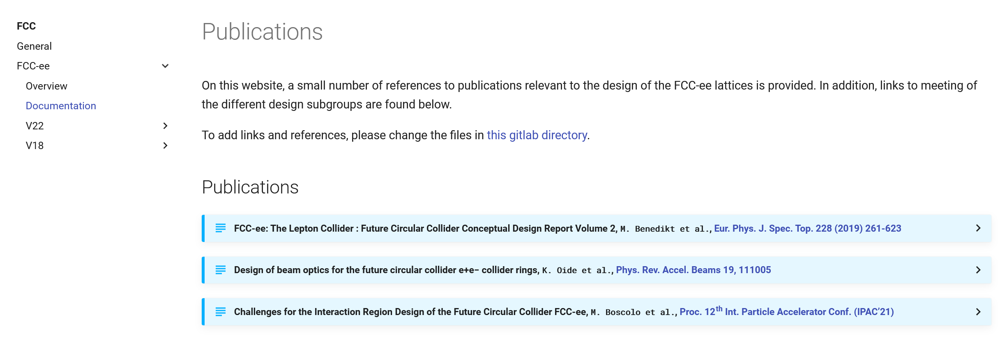 FCC
General
FCC-ee
Overview
Documentation
V22
V18
Publications
On this website, a small number of references to publications relevant to the design of the FCC-ee lattices is provided. In addition, links to meeting of
the different design subgroups are found below.
To add links and references, please change the files in this gitlab directory.
Publications
FCC-ee: The Lepton Collider : Future Circular Collider Conceptual Design Report Volume 2, M. Benedikt et al., Eur. Phys. J. Spec. Top. 228 (2019) 261-623
Design of beam optics for the future circular collider e+e− collider rings, K. Oide et al., Phys. Rev. Accel. Beams 19, 111005
Challenges for the Interaction Region Design of the Future Circular Collider FCC-ee, M. Boscolo et al., Proc. 12th Int. Particle Accelerator Conf. (IPAC’21)